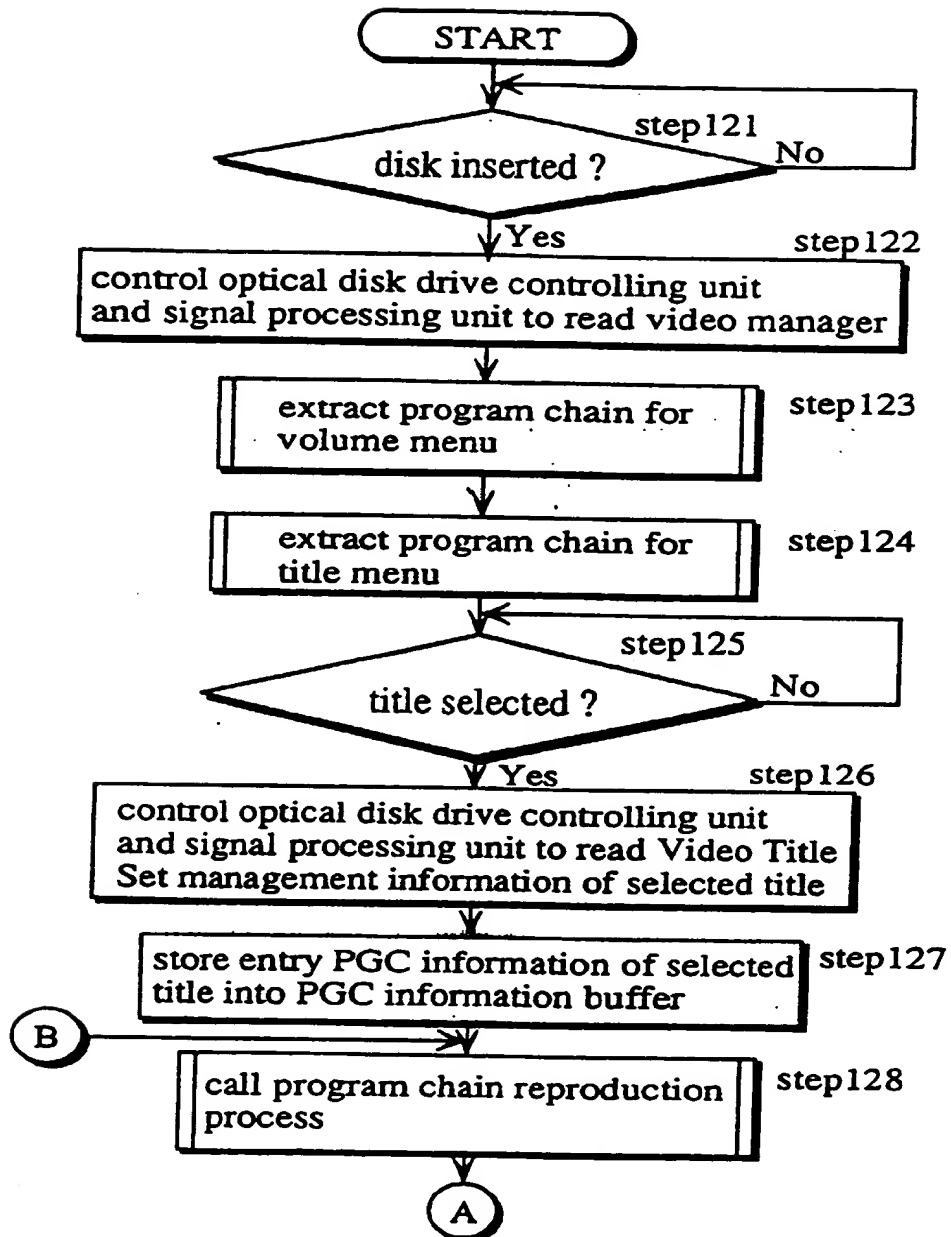 START
step121
disk inserted ?
No
Yes
step122
control optical disk drive controlling unit
and signal processing unit to read video manager
extract program chain for
volume menu
step123
extract program chain for
title menu
step124
step125
title selected ?
No
Yes
step126
control optical disk drive controlling unit
and signal processing unit to read Video Title
Set management information of selected title
store entry PGC information of selected
title into PGC information buffer
step127
B
call program chain reproduction
process
step128
A